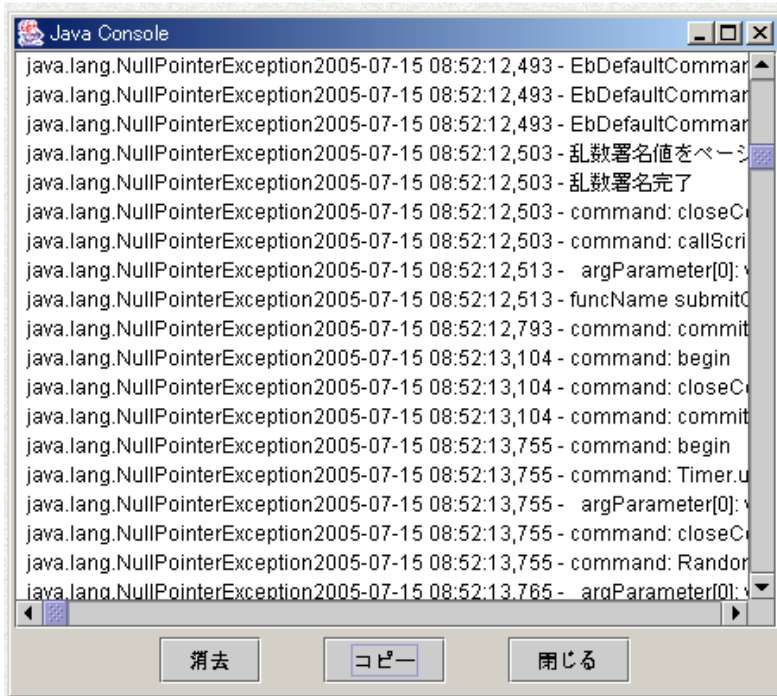 Java Console
java.lang.NullPointerException2005-07-15 08:52:12,493 - EbDefaultCommar
java.lang.NullPointerException2005-07-15 08:52:12,493 - EbDefaultCommar
java.lang.NullPointerException2005-07-15 08:52:12,493 - EbDefaultCommar
java.lang.NullPointerException2005-07-15 08:52:12,503 - 乱数署名値をページ
java.lang.NullPointerException2005-07-15 08:52:12,503 - 乱数署名完了
java.lang.NullPointerException2005-07-15 08:52:12,503 - command: closeC
java.lang.NullPointerException2005-07-15 08:52:12,503 - command: callScri
java.lang.NullPointerException2005-07-15 08:52:12,513 -   argParameter[0]:
java.lang.NullPointerException2005-07-15 08:52:12,513 - funcName submit
java.lang.NullPointerException2005-07-15 08:52:12,793 - command: commit
java.lang.NullPointerException2005-07-15 08:52:13,104 - command: begin
java.lang.NullPointerException2005-07-15 08:52:13,104 - command: closeC
java.lang.NullPointerException2005-07-15 08:52:13,104 - command: commit
java.lang.NullPointerException2005-07-15 08:52:13,755 - command: begin
java.lang.NullPointerException2005-07-15 08:52:13,755 - command: Timer.u
java.lang.NullPointerException2005-07-15 08:52:13,755 -   argParameter[0]:
java.lang.NullPointerException2005-07-15 08:52:13,755 - command: closeC
java.lang.NullPointerException2005-07-15 08:52:13,755 - command: Randor
java.lang.NullPointerException2005-07-15 08:52:13,765 -   argParameter[0]:
消去 コピー 閉じる